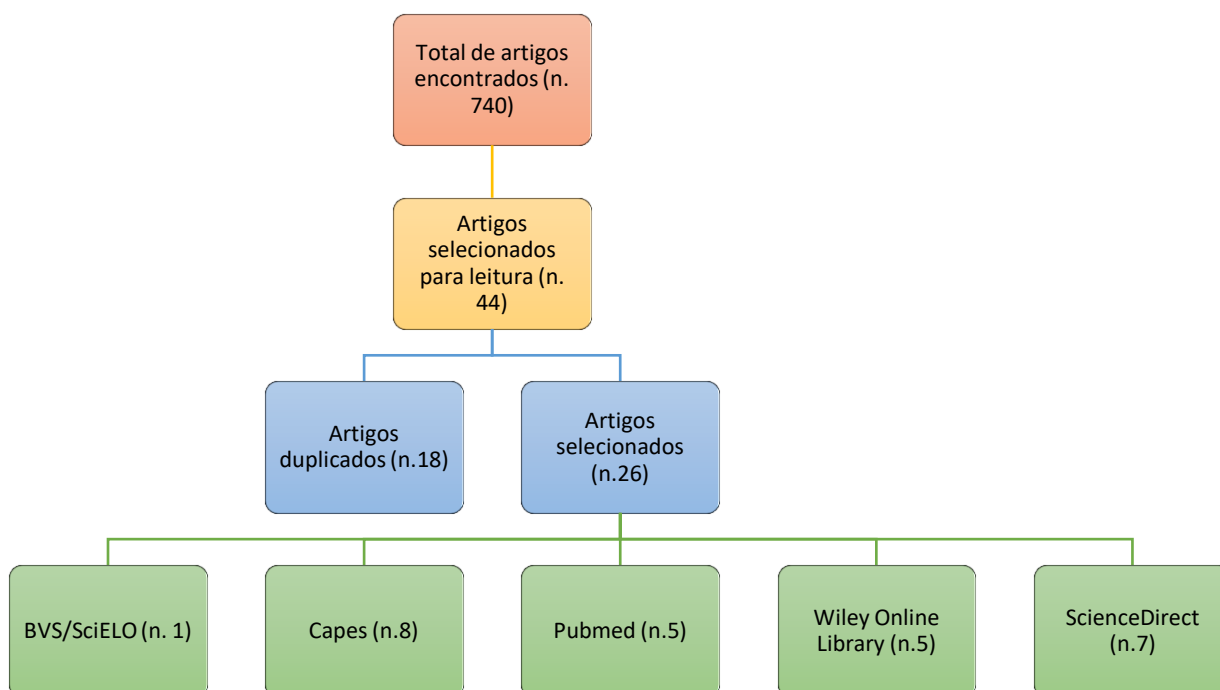 Total de artigos
encontrados (n.
740)
Artigos
selecionados
para leitura (n.
44)
Artigos
duplicados (n.18)
Artigos
selecionados
(n.26)
BVS/SciELO (n. 1)
Capes (n.8)
Pubmed (n.5)
Wiley Online
Library (n.5)
ScienceDirect
(n.7)